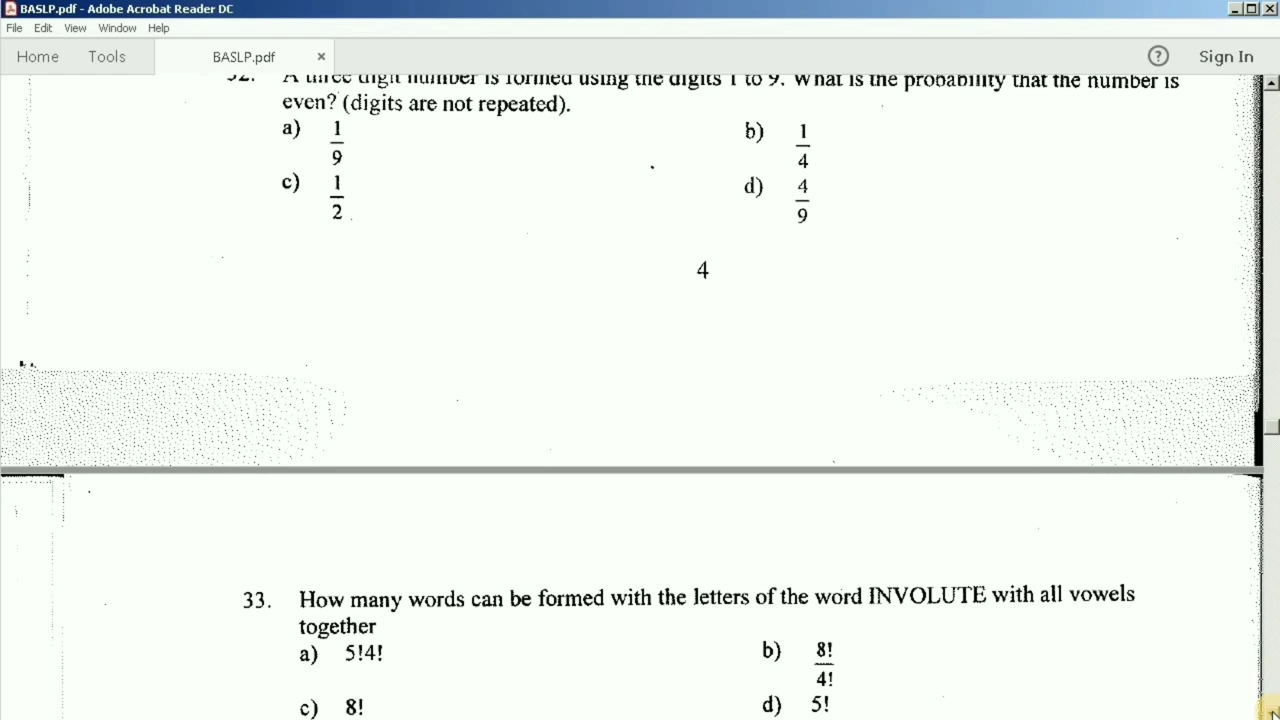 BASLP.pdf - Adobe Acrobat Reader DC
File Edit View Window Help
Home Tools BASLP.pdf × ? Sign In
32. A three digit number is formed using the digits 1 to 9. What is the probability that the number is
even? (digits are not repeated).
a) 1/9 b) 1/4
c) 1/2 d) 4/9
4
33. How many words can be formed with the letters of the word INVOLUTE with all vowels
together
a) 5!4! b) 8!/4!
c) 8! d) 5!